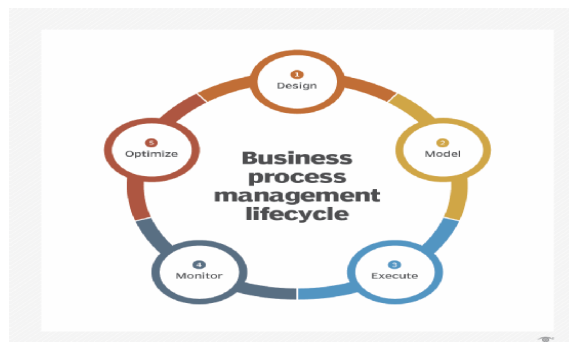 1
Design
5
Optimize
2
Model
Business
process
management
lifecycle
4
Monitor
3
Execute